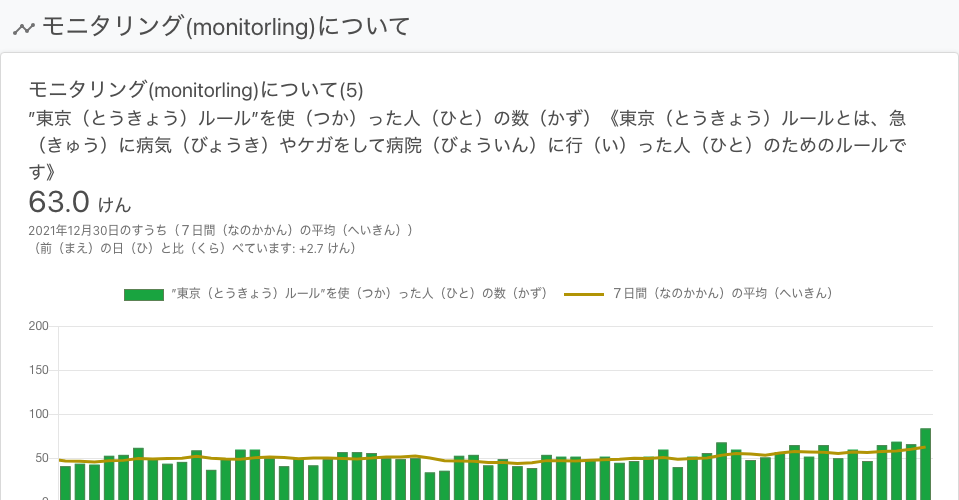 モニタリング(monitorling)について
モニタリング(monitorling)について(5)
”東京（とうきょう）ルール”を使（つか）った人（ひと）の数（かず）《東京（とうきょう）ルールとは、急
（きゅう）に病気（びょうき）やケガをして病院（びょういん）に行（い）った人（ひと）のためのルールで
す》
63.0 けん
2021年12月30日のすうち（７日間（なのかかん）の平均（へいきん））
（前（まえ）の日（ひ）と比（くら）べています: +2.7 けん）
”東京（とうきょう）ルール”を使（つか）った人（ひと）の数（かず） ７日間（なのかかん）の平均（へいきん）
200
150
100
50
0